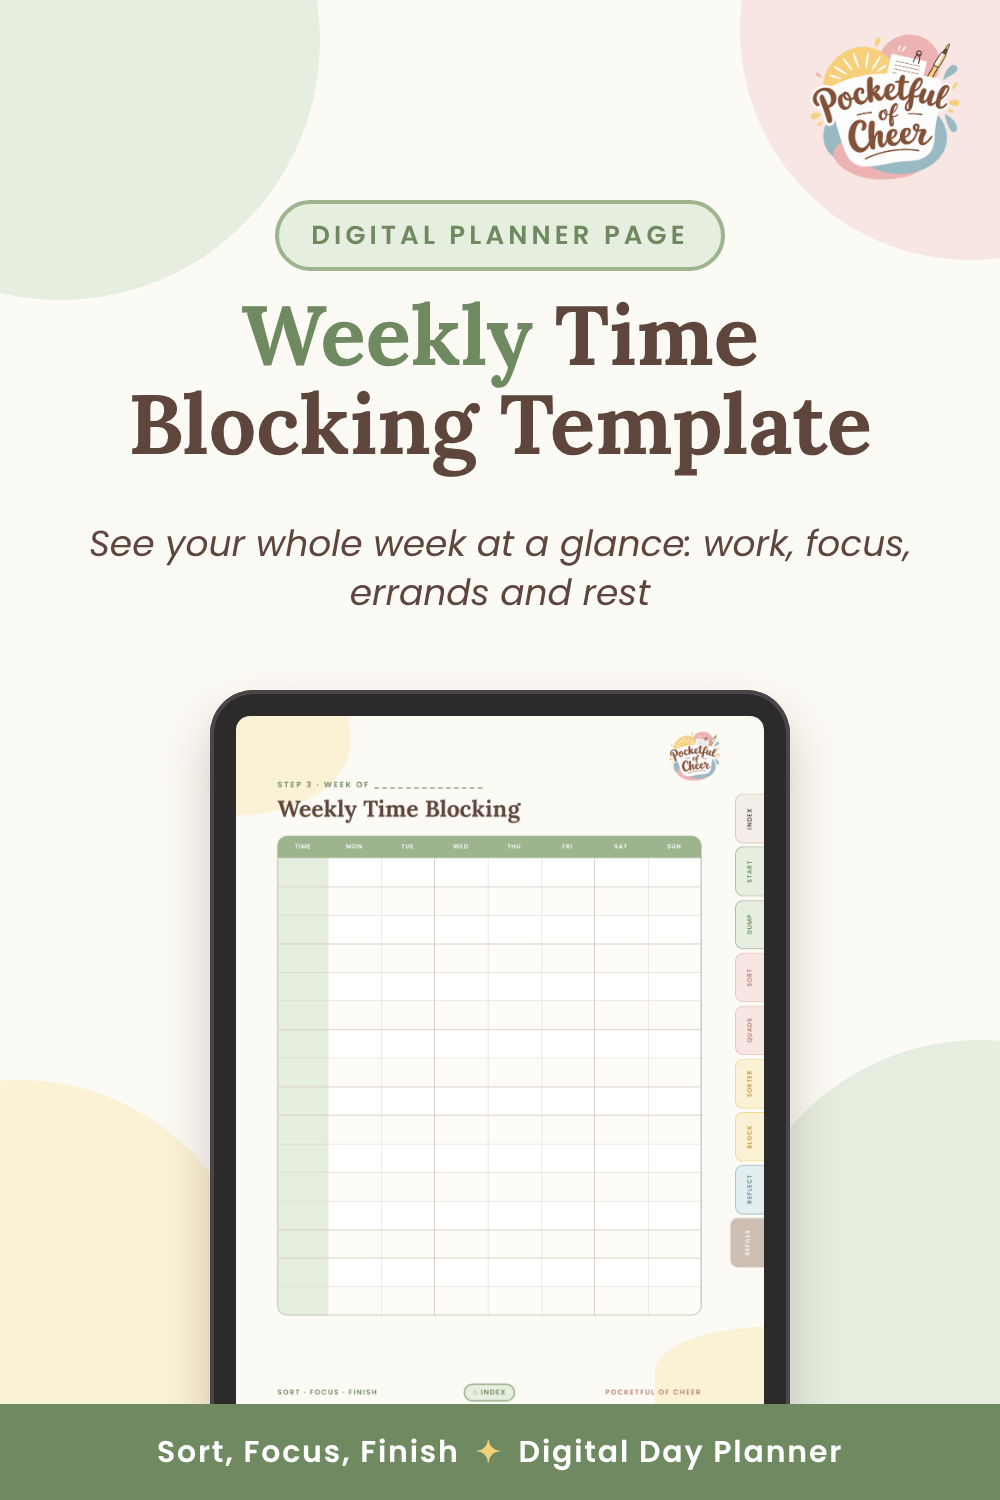 Pocketful
of
Cheer
DIGITAL PLANNER PAGE
Weekly Time
Blocking Template
See your whole week at a glance: work, focus,
errands and rest
Pocketful
of
Cheer
STEP 3 · WEEK OF _______________
Weekly Time Blocking
TIME MON TUE WED THU FRI SAT SUN
INDEX
START
DUMP
SORT
QUADS
SORTER
BLOCK
REFLECT
REFILLS
SORT · FOCUS · FINISH
INDEX
POCKETFUL OF CHEER
Sort, Focus, Finish ✦ Digital Day Planner